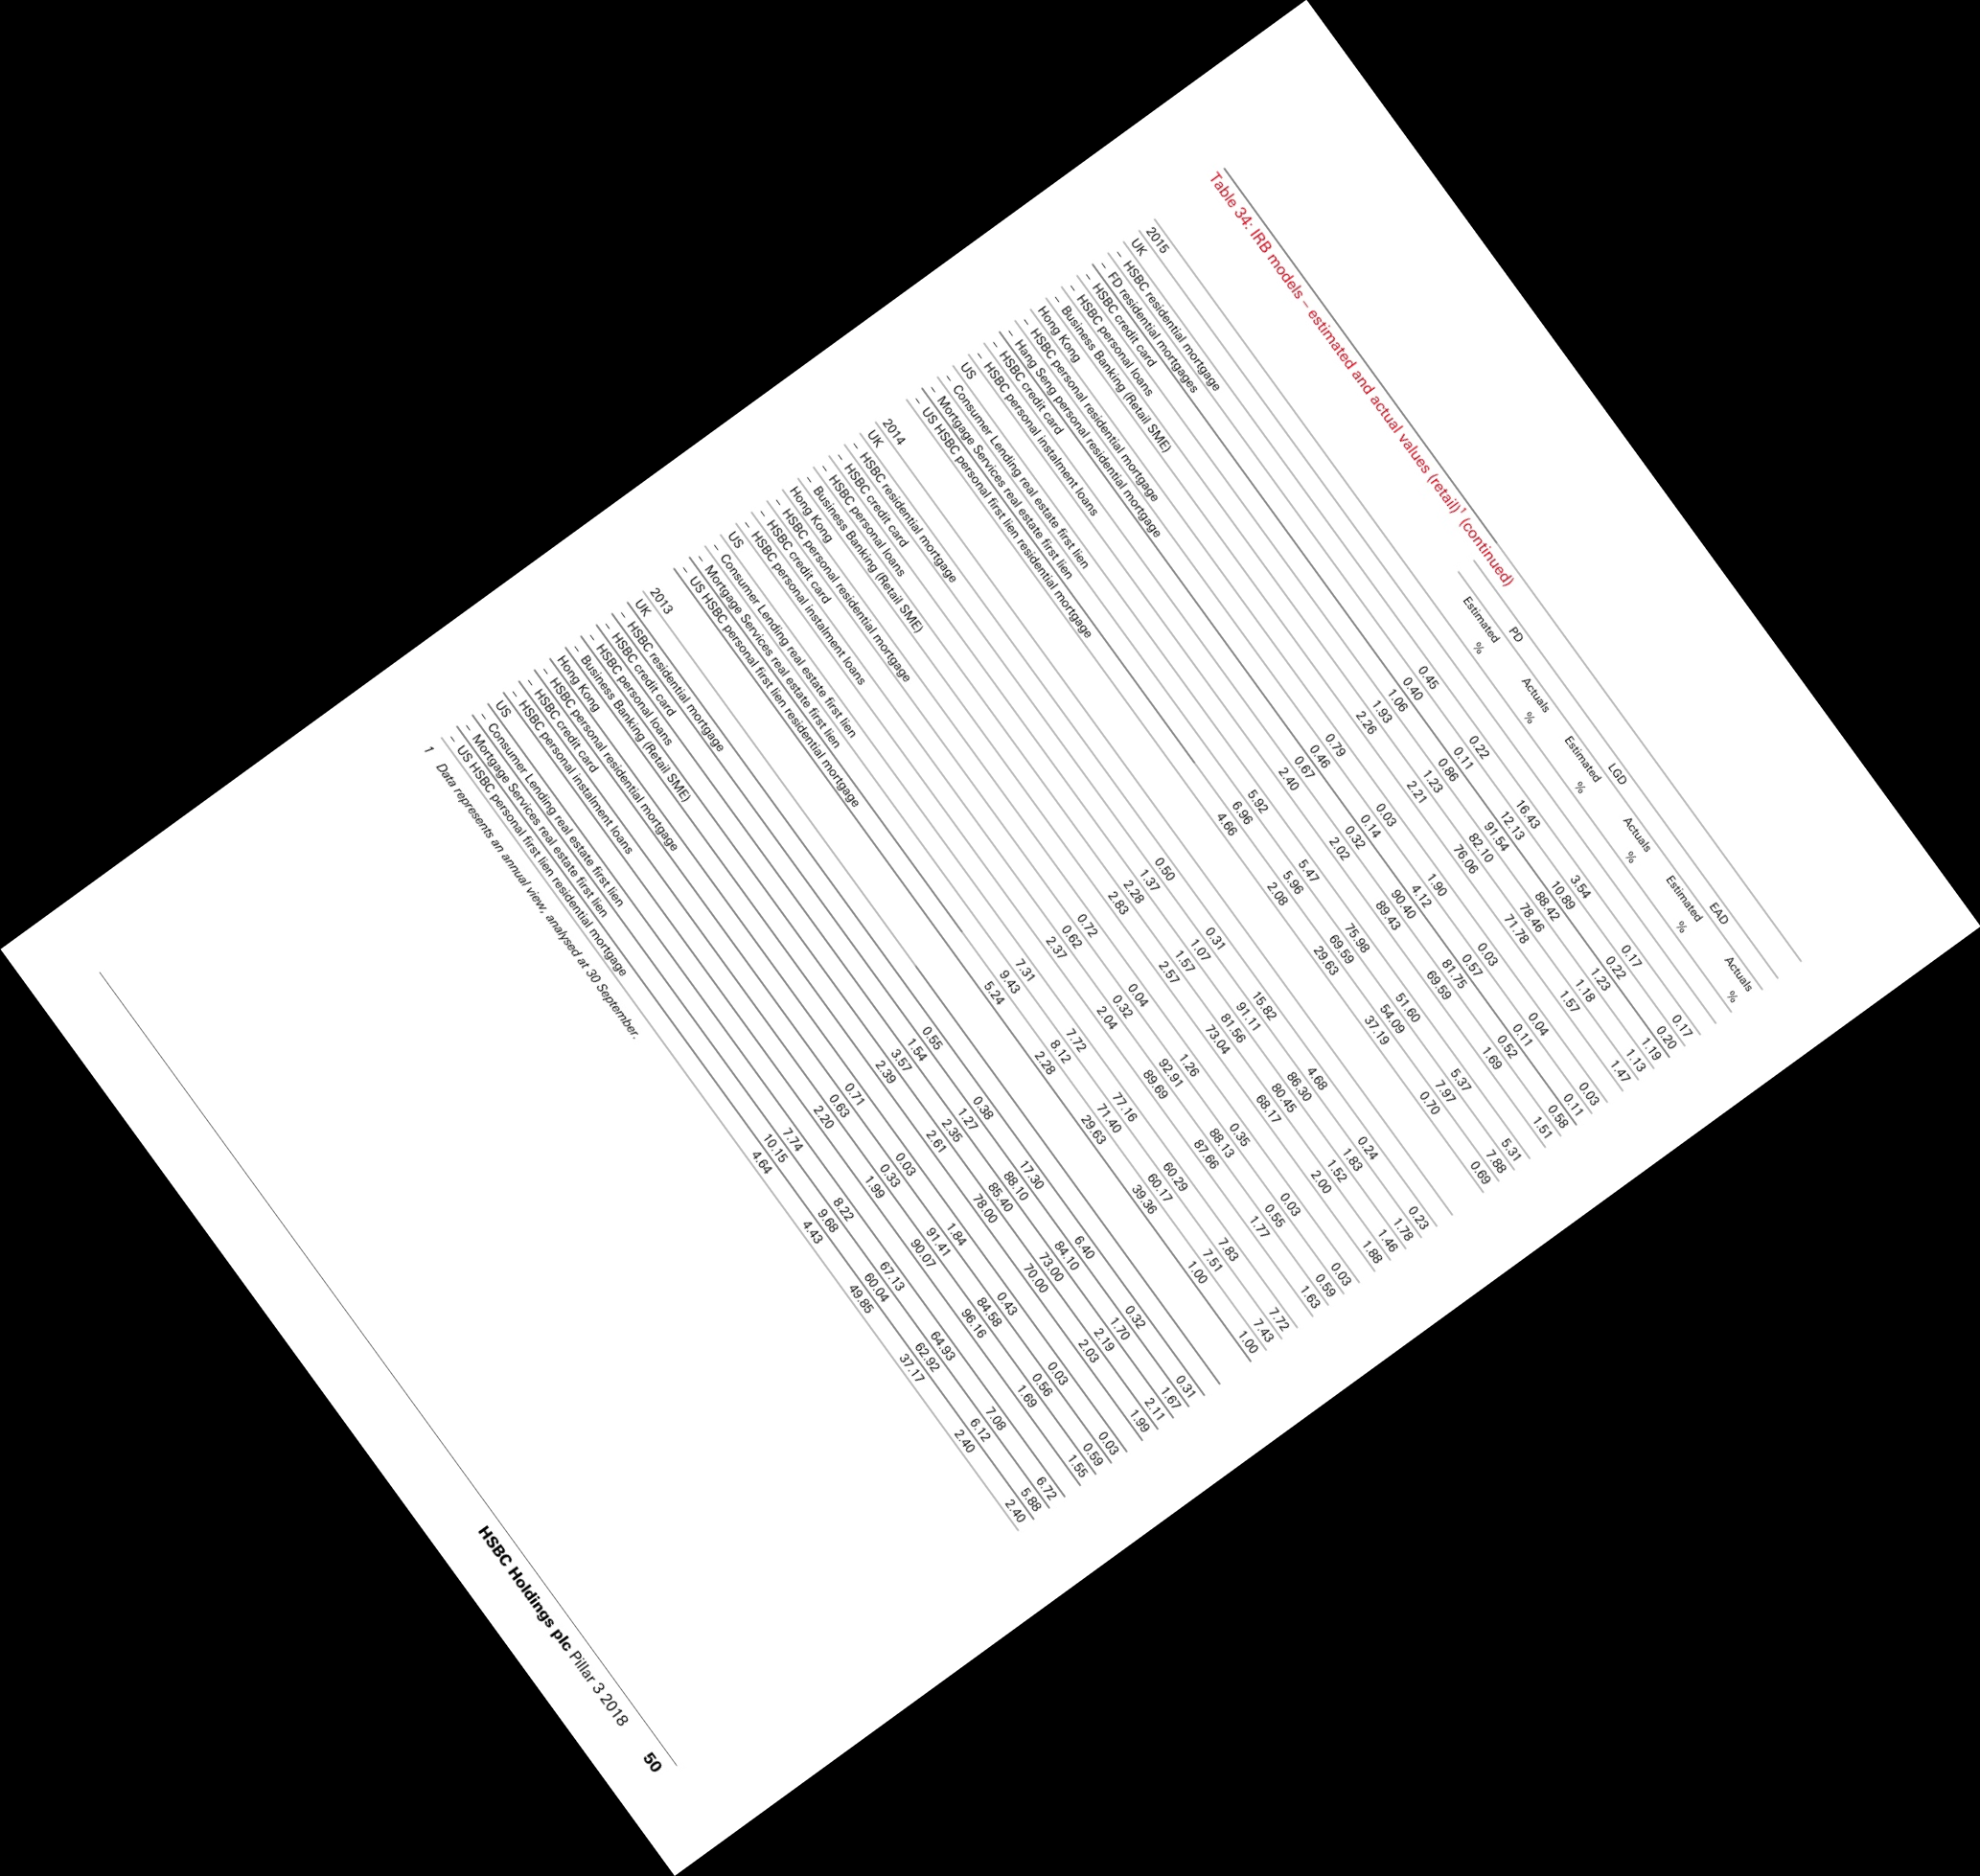 Table 34: IRB models – estimated and actual values (retail)¹ (continued)
PD LGD EAD
Estimated Actuals Estimated Actuals Estimated Actuals
% % % % % %
2015
UK
– HSBC residential mortgage 0.45 0.22 16.43 3.54 0.17 0.17
– FD residential mortgages 0.40 0.11 12.13 10.89 0.22 0.20
– HSBC credit card 1.06 0.86 91.54 88.42 1.23 1.19
– HSBC personal loans 1.93 1.23 82.10 78.46 1.18 1.13
– Business Banking (Retail SME) 2.26 2.21 76.06 71.78 1.57 1.47
Hong Kong
– HSBC personal residential mortgage 0.79 0.03 1.90 0.03 0.04 0.03
– Hang Seng personal residential mortgage 0.46 0.14 4.12 0.57 0.11 0.11
– HSBC credit card 0.67 0.32 90.40 81.75 0.52 0.58
– HSBC personal instalment loans 2.40 2.02 89.43 69.59 1.69 1.51
US
– Consumer Lending real estate first lien 5.92 5.47 75.98 51.60 5.37 5.31
– Mortgage Services real estate first lien 6.96 5.96 69.59 54.09 7.97 7.88
– US HSBC personal first lien residential mortgage 4.66 2.08 29.63 37.19 0.70 0.69
2014
UK
– HSBC residential mortgage 0.50 0.31 15.82 4.68 0.24 0.23
– HSBC credit card 1.37 1.07 91.11 86.30 1.83 1.78
– HSBC personal loans 2.28 1.57 81.56 80.45 1.52 1.46
– Business Banking (Retail SME) 2.83 2.57 73.04 68.17 2.00 1.88
Hong Kong
– HSBC personal residential mortgage 0.72 0.04 1.26 0.35 0.03 0.03
– HSBC credit card 0.62 0.32 92.91 88.13 0.55 0.59
– HSBC personal instalment loans 2.37 2.04 89.69 87.66 1.77 1.63
US
– Consumer Lending real estate first lien 7.31 7.72 77.16 60.29 7.83 7.72
– Mortgage Services real estate first lien 9.43 8.12 71.40 60.17 7.51 7.43
– US HSBC personal first lien residential mortgage 5.24 2.28 29.63 39.36 1.00 1.00
2013
UK
– HSBC residential mortgage 0.55 0.38 17.30 6.40 0.32 0.31
– HSBC credit card 1.54 1.27 88.10 84.10 1.70 1.67
– HSBC personal loans 3.57 2.35 85.40 73.00 2.19 2.11
– Business Banking (Retail SME) 2.39 2.61 78.00 70.00 2.03 1.99
Hong Kong
– HSBC personal residential mortgage 0.71 0.03 1.84 0.43 0.03 0.03
– HSBC credit card 0.63 0.33 91.41 84.58 0.56 0.59
– HSBC personal instalment loans 2.20 1.99 90.07 96.16 1.69 1.55
US
– Consumer Lending real estate first lien 7.74 8.22 67.13 64.93 7.08 6.72
– Mortgage Services real estate first lien 10.15 9.68 60.04 62.92 6.12 5.88
– US HSBC personal first lien residential mortgage 4.64 4.43 49.85 37.17 2.40 2.40
1 Data represents an annual view, analysed at 30 September.
HSBC Holdings plc Pillar 3 2018 50